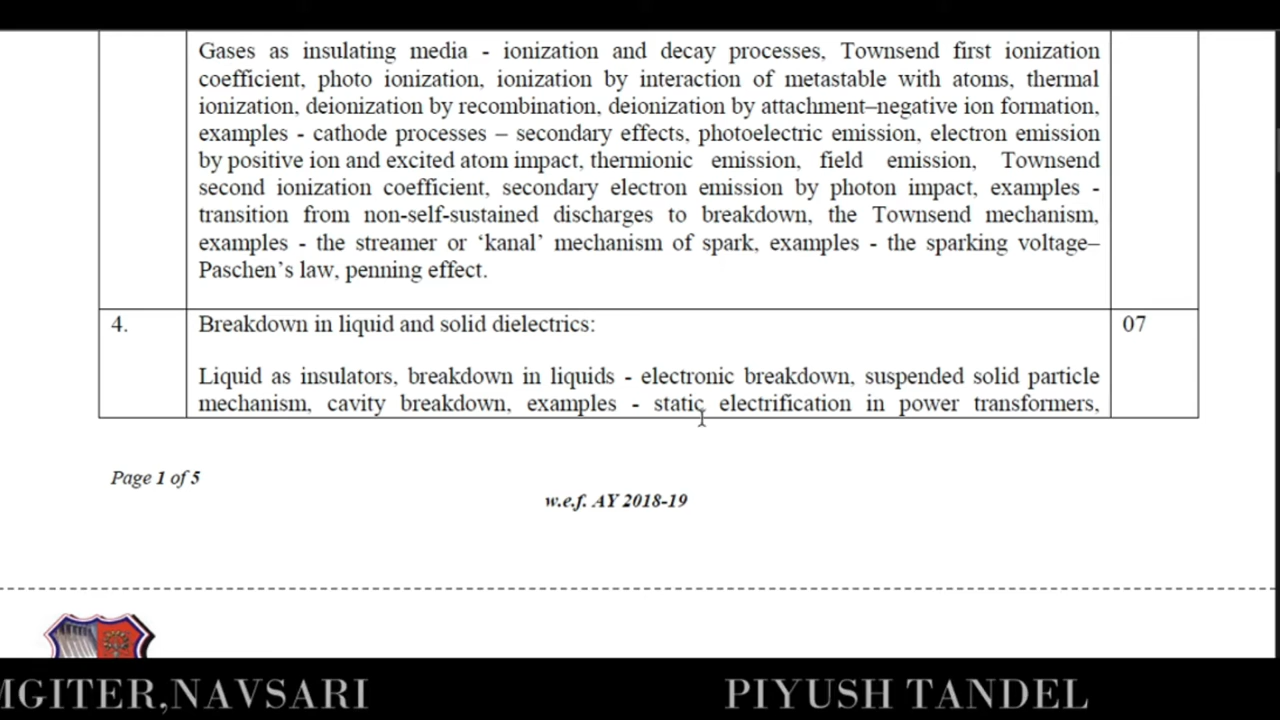 Gases as insulating media - ionization and decay processes, Townsend first ionization
coefficient, photo ionization, ionization by interaction of metastable with atoms, thermal
ionization, deionization by recombination, deionization by attachment–negative ion formation,
examples - cathode processes – secondary effects, photoelectric emission, electron emission
by positive ion and excited atom impact, thermionic emission, field emission, Townsend
second ionization coefficient, secondary electron emission by photon impact, examples -
transition from non-self-sustained discharges to breakdown, the Townsend mechanism,
examples - the streamer or ‘kanal’ mechanism of spark, examples - the sparking voltage–
Paschen’s law, penning effect.
4. Breakdown in liquid and solid dielectrics: 07
Liquid as insulators, breakdown in liquids - electronic breakdown, suspended solid particle
mechanism, cavity breakdown, examples - static electrification in power transformers,
Page 1 of 5
w.e.f. AY 2018-19
MGITER,NAVSARI PIYUSH TANDEL